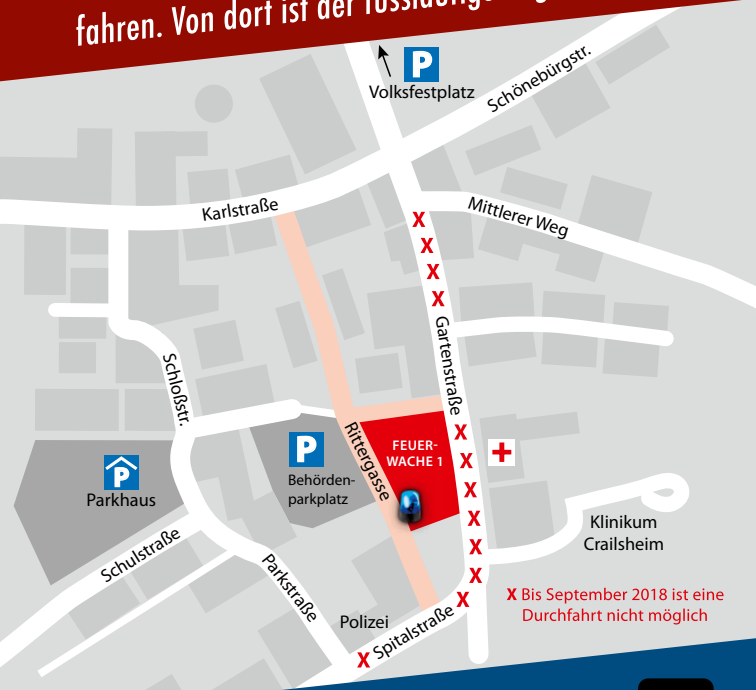 fahren. Von dort ist der
P
Volksfestplatz
Schönebürgstr.
Karlstraße
Mittlerer Weg
X
X
X
X
Gartenstraße
Schloßstr.
Rittergasse
FEUER-
WACHE 1
X
X
X
X
X
X
X
P
Parkhaus
P
Behörden-
parkplatz
Klinikum
Crailsheim
Schulstraße
Parkstraße
Polizei
X Spitalstraße
X Bis September 2018 ist eine
Durchfahrt nicht möglich